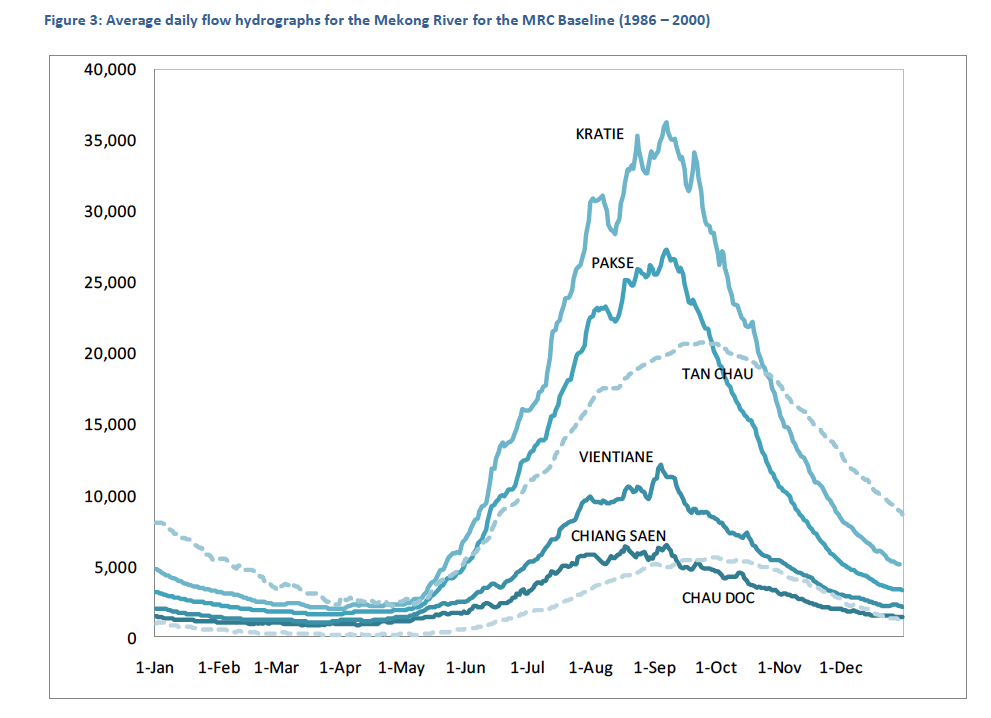 Figure 3: Average daily flow hydrographs for the Mekong River for the MRC Baseline (1986 – 2000)
40,000
35,000
30,000
25,000
20,000
15,000
10,000
5,000
0
KRATIE
PAKSE
TAN CHAU
VIENTIANE
CHIANG SAEN
CHAU DOC
1-Jan 1-Feb 1-Mar 1-Apr 1-May 1-Jun 1-Jul 1-Aug 1-Sep 1-Oct 1-Nov 1-Dec